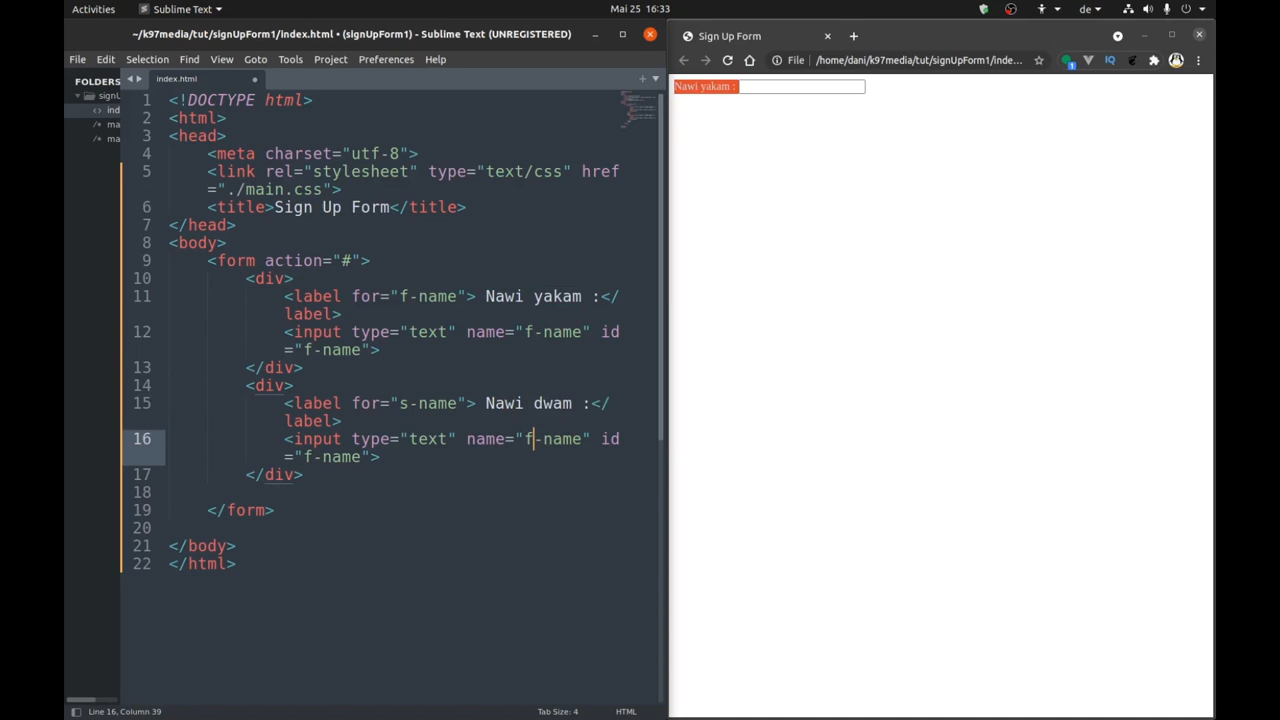 Activities
Sublime Text
Mai 25 16:33
de
~/k97media/tut/signUpForm1/index.html • (signUpForm1) - Sublime Text (UNREGISTERED)
File Edit Selection Find View Goto Tools Project Preferences Help
FOLDERS
signU
ind
ma
ma
index.html
1 <!DOCTYPE html>
2 <html>
3 <head>
4 <meta charset="utf-8">
5 <link rel="stylesheet" type="text/css" href
="./main.css">
6 <title>Sign Up Form</title>
7 </head>
8 <body>
9 <form action="#">
10 <div>
11 <label for="f-name"> Nawi yakam :</
label>
12 <input type="text" name="f-name" id
="f-name">
13 </div>
14 <div>
15 <label for="s-name"> Nawi dwam :</
label>
16 <input type="text" name="f-name" id
="f-name">
17 </div>
18
19 </form>
20
21 </body>
22 </html>
Line 16, Column 39
Tab Size: 4
HTML
Sign Up Form
File /home/dani/k97media/tut/signUpForm1/inde...
1
IQ
Nawi yakam :